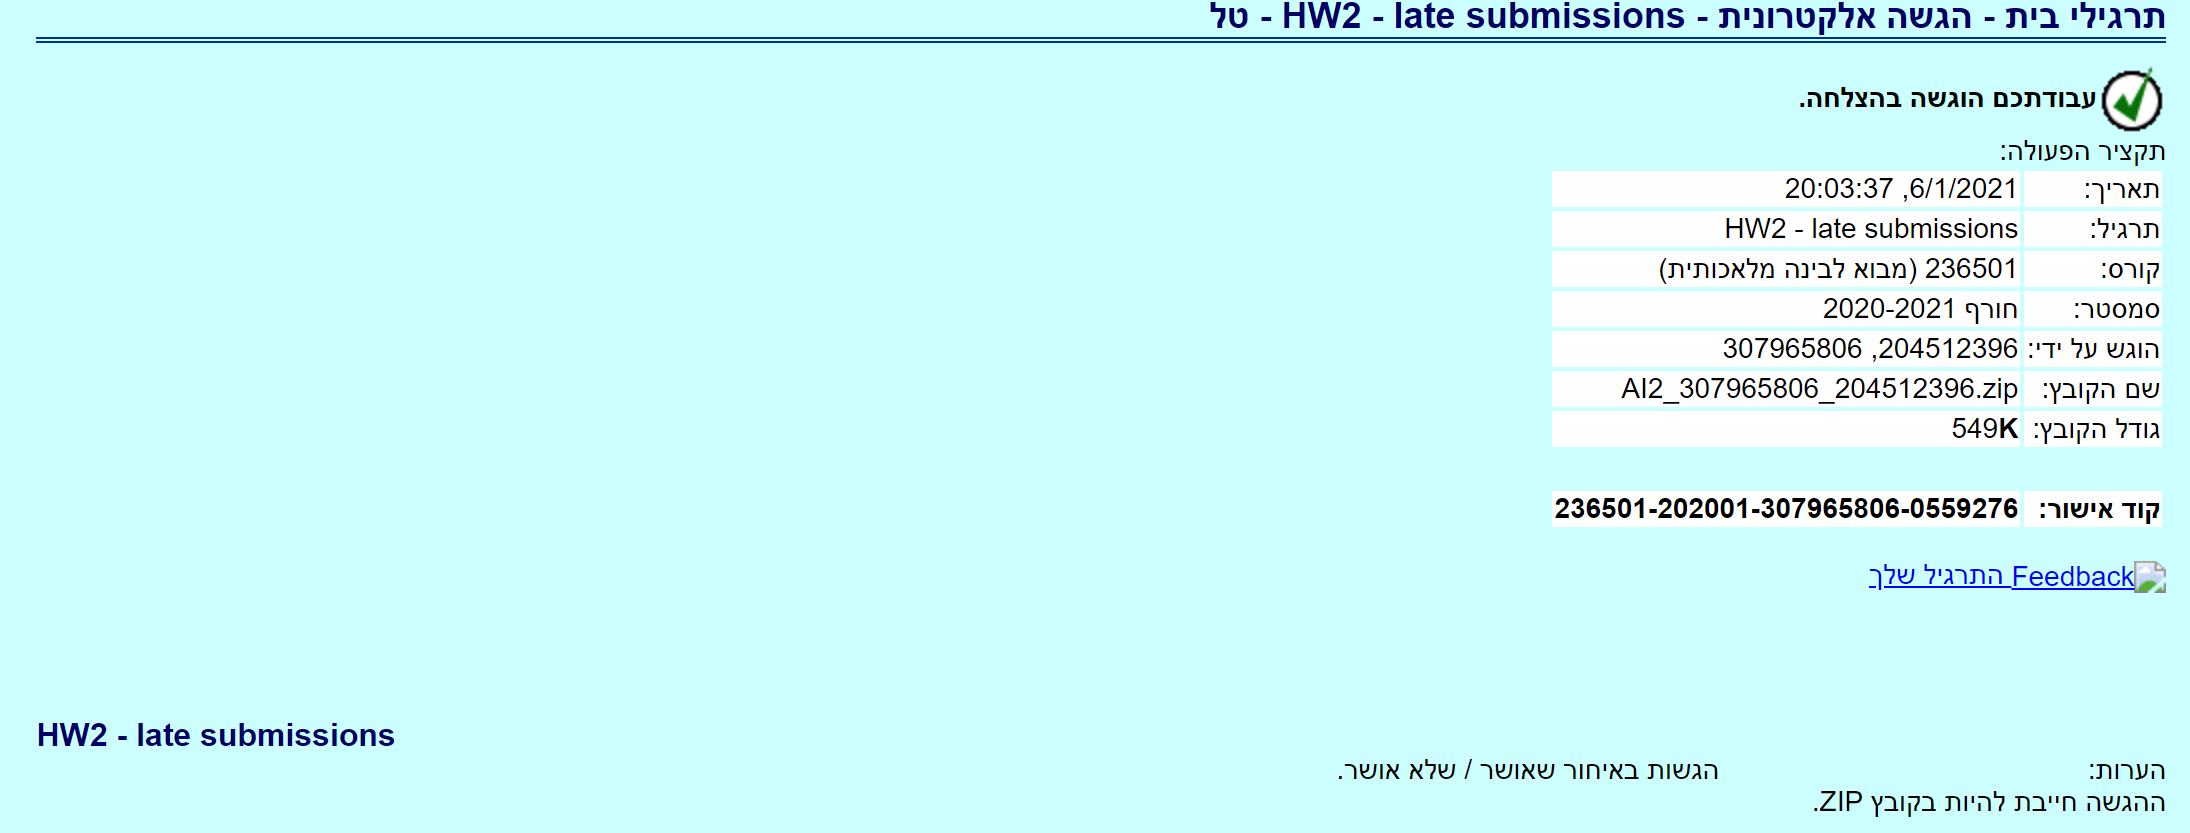 תרגילי בית - הגשה אלקטרונית - HW2 - late submissions - טל
עבודתכם הוגשה בהצלחה.
תקציר הפעולה:
תאריך: 6/1/2021, 20:03:37
תרגיל: HW2 - late submissions
קורס: 236501 (מבוא לבינה מלאכותית)
סמסטר: חורף 2020-2021
הוגש על ידי: 204512396, 307965806
שם הקובץ: AI2_307965806_204512396.zip
גודל הקובץ: 549K
קוד אישור: 236501-202001-307965806-0559276
Feedback התרגיל שלך
HW2 - late submissions
הערות: הגשות באיחור שאושר / שלא אושר.
ההגשה חייבת להיות בקובץ ZIP.